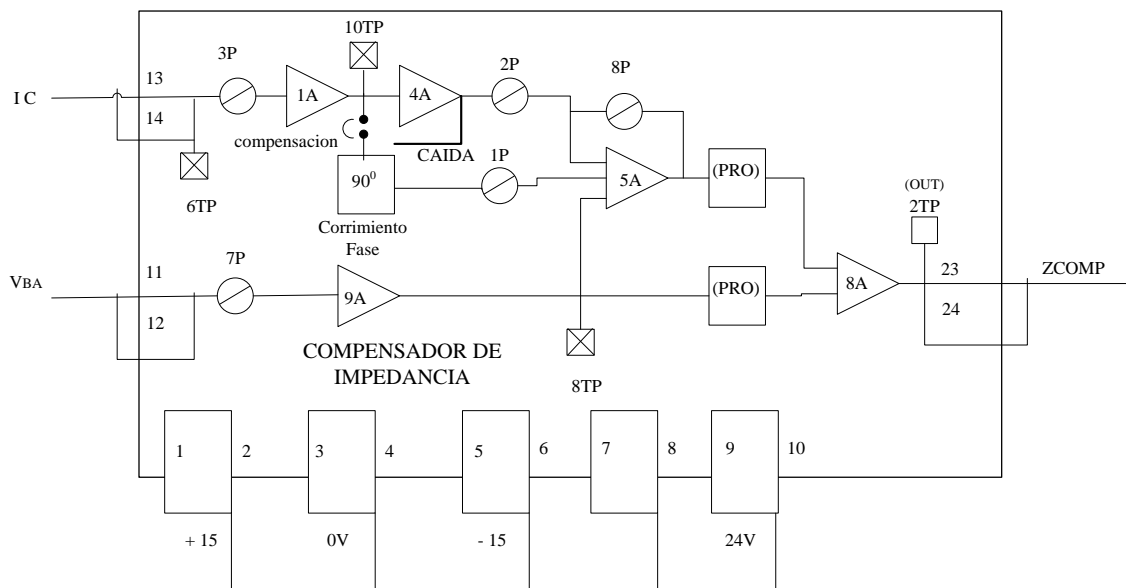 10TP
3P
2P
8P
13
I C
1A
4A
14
compensacion
CAIDA
1P
(PRO)
5A
90⁰
6TP
(OUT)
2TP
Corrimiento
Fase
11
7P
VBA
23
ZCOMP
9A
(PRO)
8A
12
24
COMPENSADOR DE
IMPEDANCIA
8TP
1
2
3
4
5
6
7
8
9
10
+ 15
0V
- 15
24V